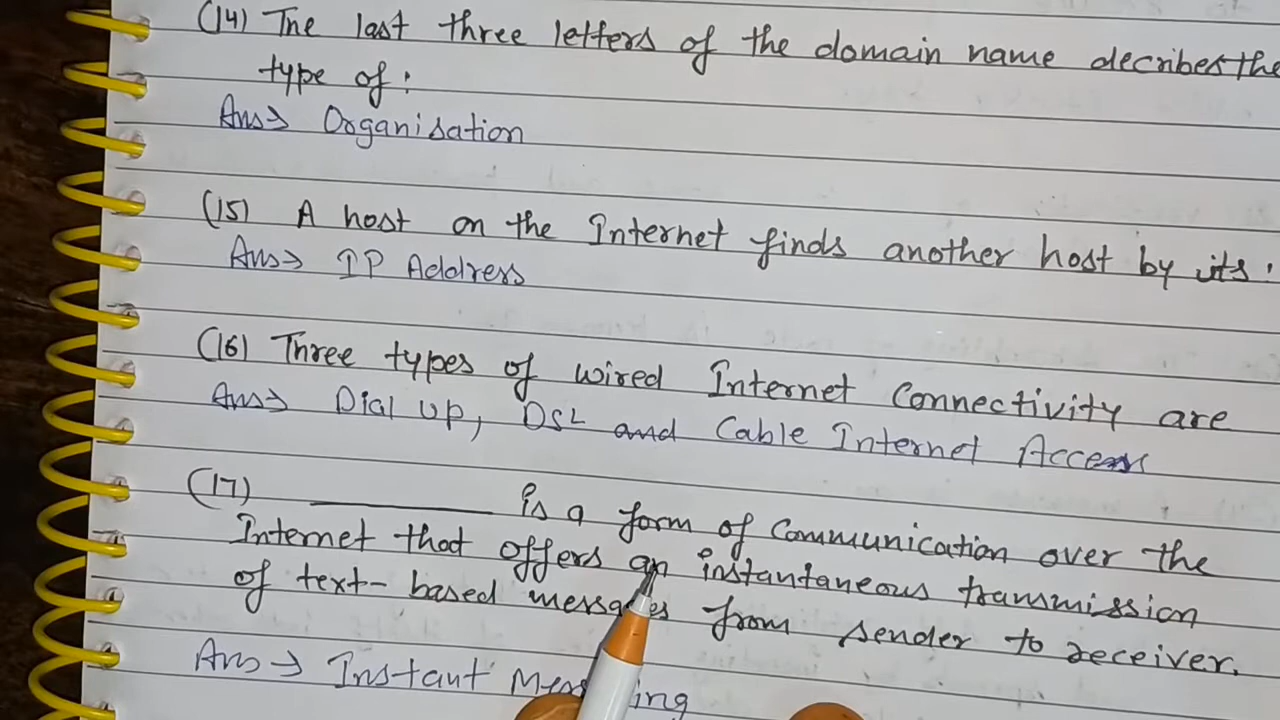 (14) The last three letters of the domain name decribes the
type of:
Ans→ Organisation
(15) A host on the Internet finds another host by its:
Ans→ IP Address
(16) Three types of wired Internet Connectivity are
Ans→ Dial up, DSL and Cable Internet Access
(17) __________ is a form of Communication over the
Internet that offers an instantaneous transmission
of text-based messages from sender to receiver.
Ans→ Instant Messaging